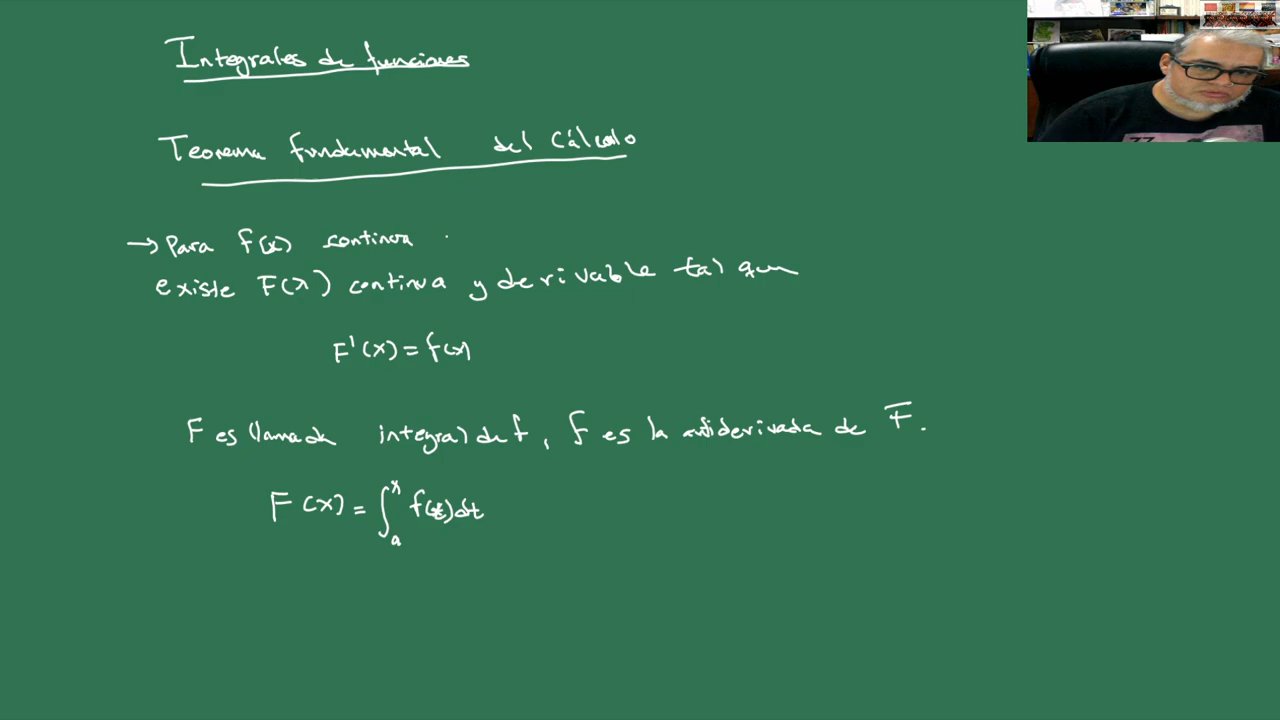 Integrales de funciones
Teorema fundamental del Cálculo
→ Para f(x) continua
existe F(x) continua y derivable tal que
F'(x) = f(x)
F es llamada integral de f, f es la antiderivada de F.
F(x) = ∫ₐˣ f(t)dt
33